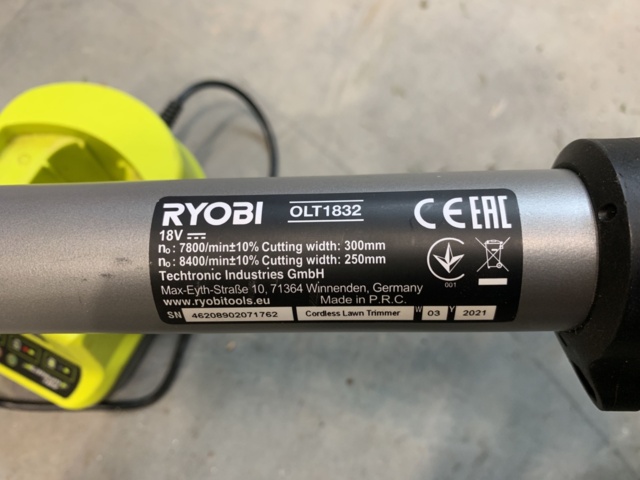 RYOBI OLT1832
18V
n₀ : 7800/min±10% Cutting width: 300mm
n₀ : 8400/min±10% Cutting width: 250mm
Techtronic Industries GmbH
Max-Eyth-Straße 10, 71364 Winnenden, Germany
www.ryobitools.eu Made in P.R.C.
SN 46208902071762 Cordless Lawn Trimmer W 03 Y 2021
CE EAC
001